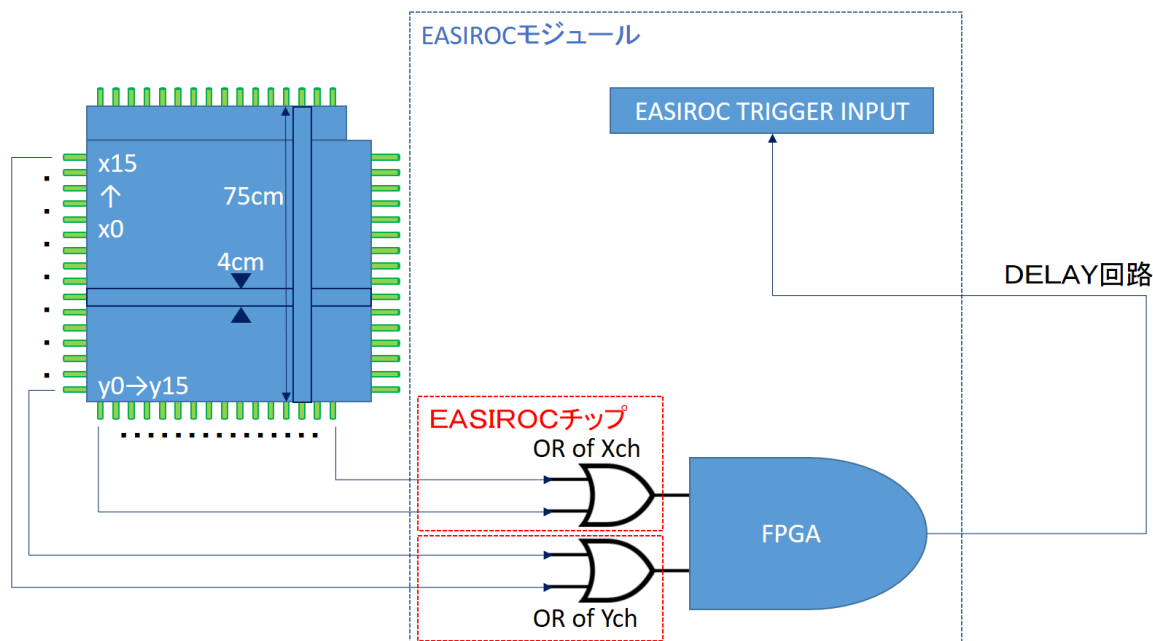 EASIROCモジュール
EASIROC TRIGGER INPUT
x15
↑
x0
75cm
4cm
DELAY回路
y0→y15
EASIROCチップ
OR of Xch
FPGA
OR of Ych